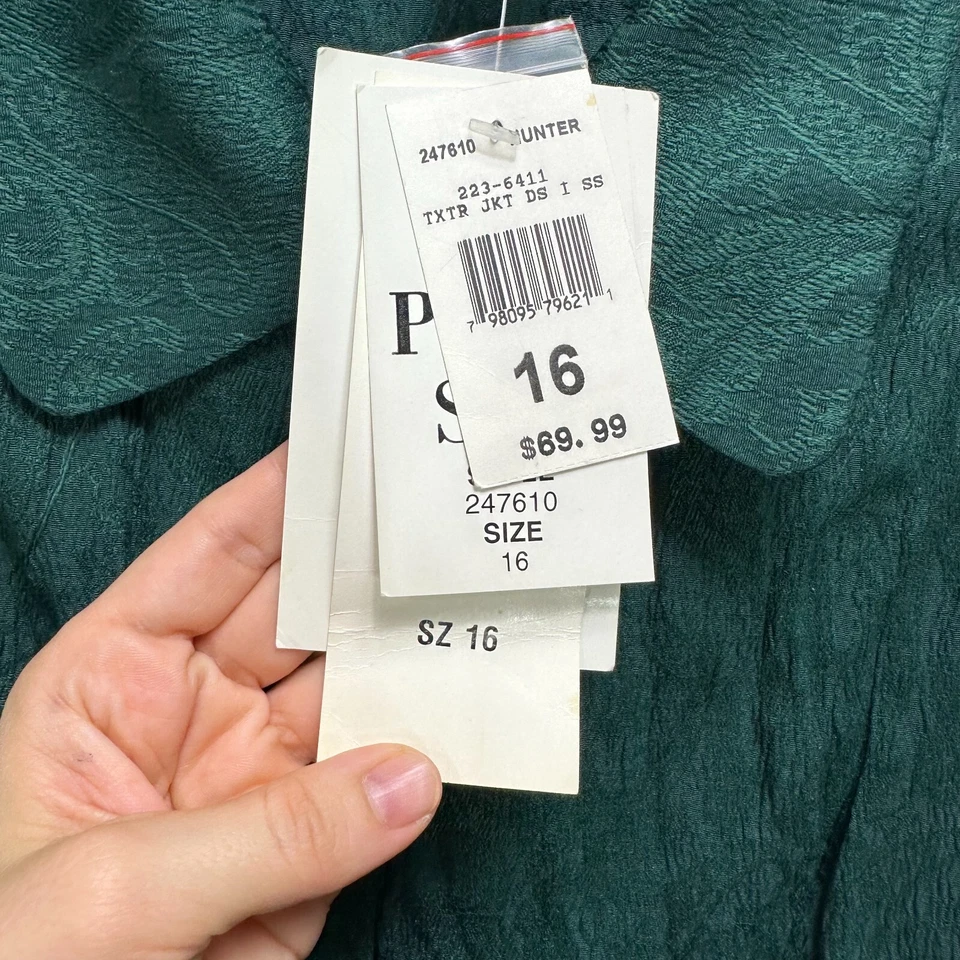 247610 HUNTER
223-6411
TXTR JKT DS I SS
7 98095 79621 1
16
$69.99
P
S
247610
SIZE
16
SZ 16